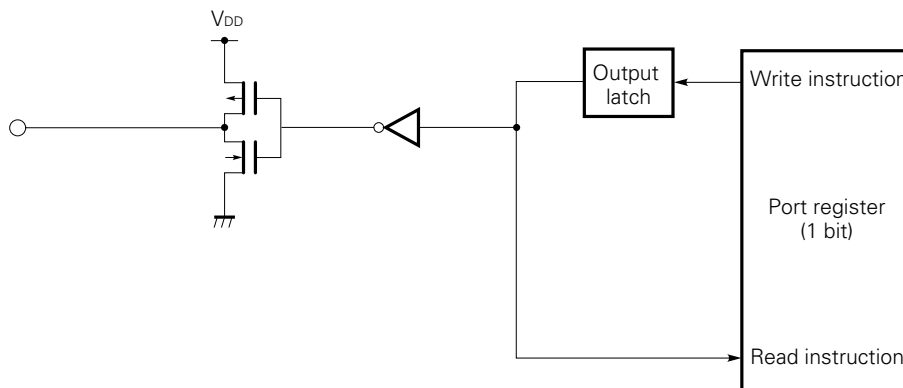 VDD
Output
latch
Write instruction
Port register
(1 bit)
Read instruction